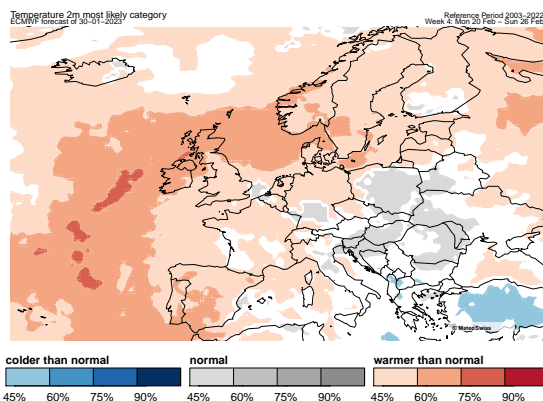 Temperature 2m most likely category
ECMWF forecast of 30-01-2023
Reference Period 2003-2022
Week 4: Mon 20 Feb – Sun 26 Feb
© MeteoSwiss
colder than normal
normal
warmer than normal
45% 60% 75% 90%
45% 60% 75% 90%
45% 60% 75% 90%